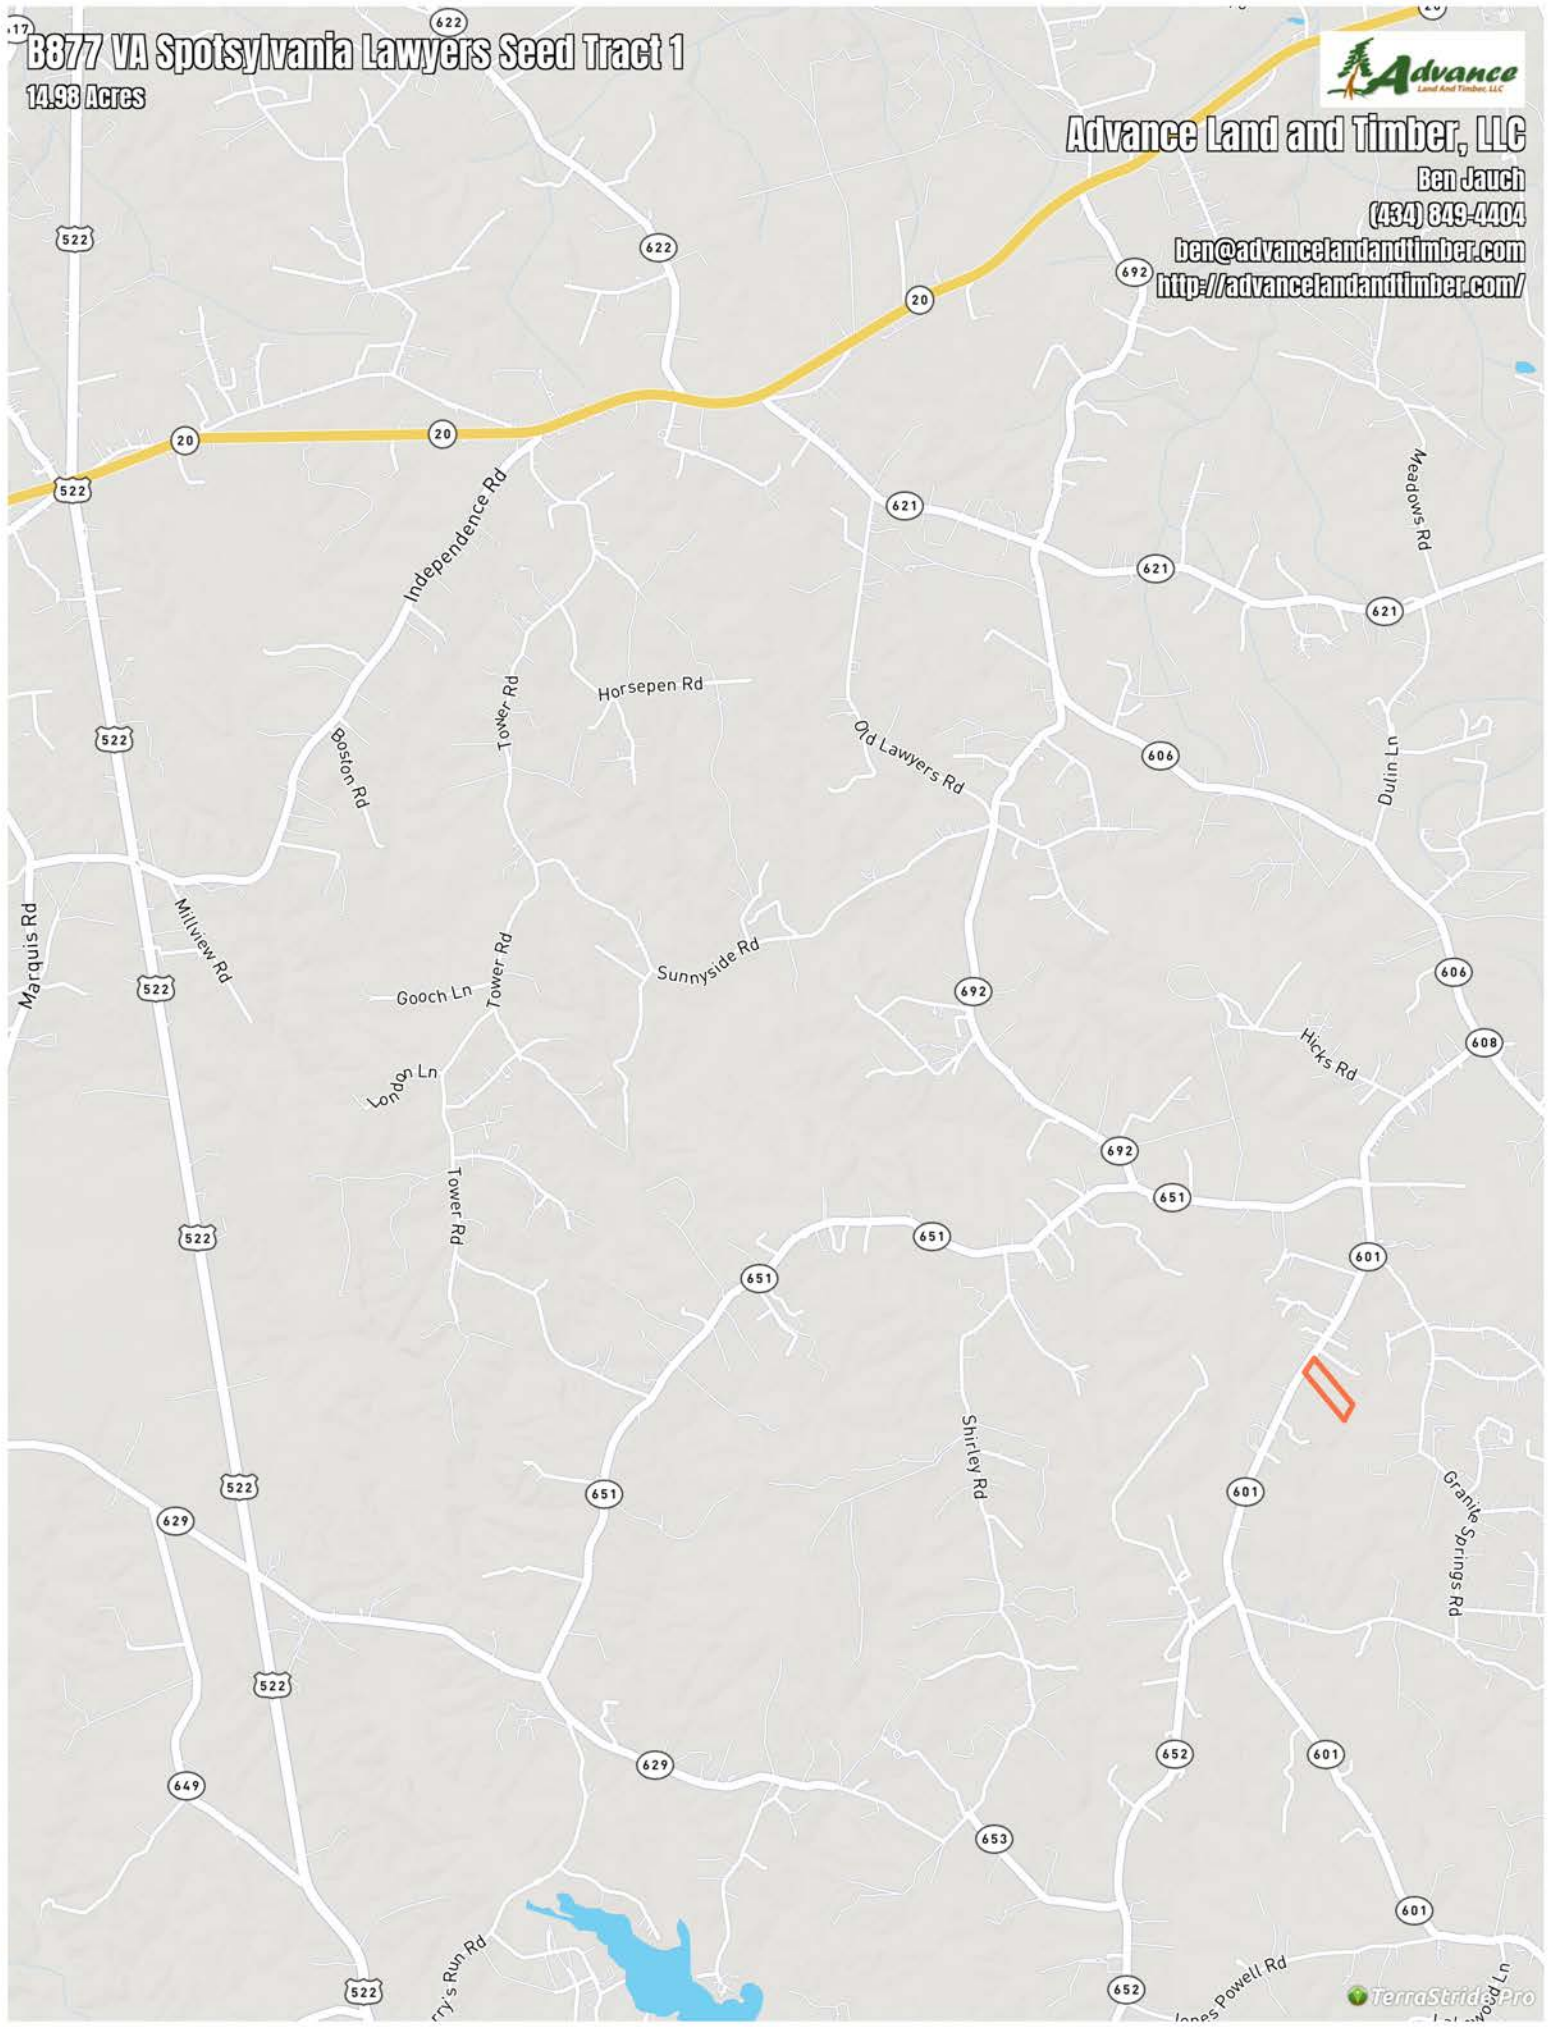 B877 VA Spotsylvania Lawyers Seed Tract 1
14.98 Acres
Advance
Land And Timber, LLC
Advance Land and Timber, LLC
Ben Jauch
(434) 849-4404
ben@advancelandandtimber.com
http://advancelandandtimber.com/
622
20
522
622
692
20
20
20
522
Independence Rd
621
Meadows Rd
621
621
Horsepen Rd
Tower Rd
522
Boston Rd
Old Lawyers Rd
606
Dulin Ln
Marquis Rd
Millview Rd
Tower Rd
Sunnyside Rd
606
522
Gooch Ln
692
Hicks Rd
608
London Ln
692
Tower Rd
651
522
651
601
651
Shirley Rd
522
651
601
Granite Springs Rd
629
522
652
601
629
649
653
601
rry's Run Rd
Jones Powell Rd
522
652
TerraStride Pro